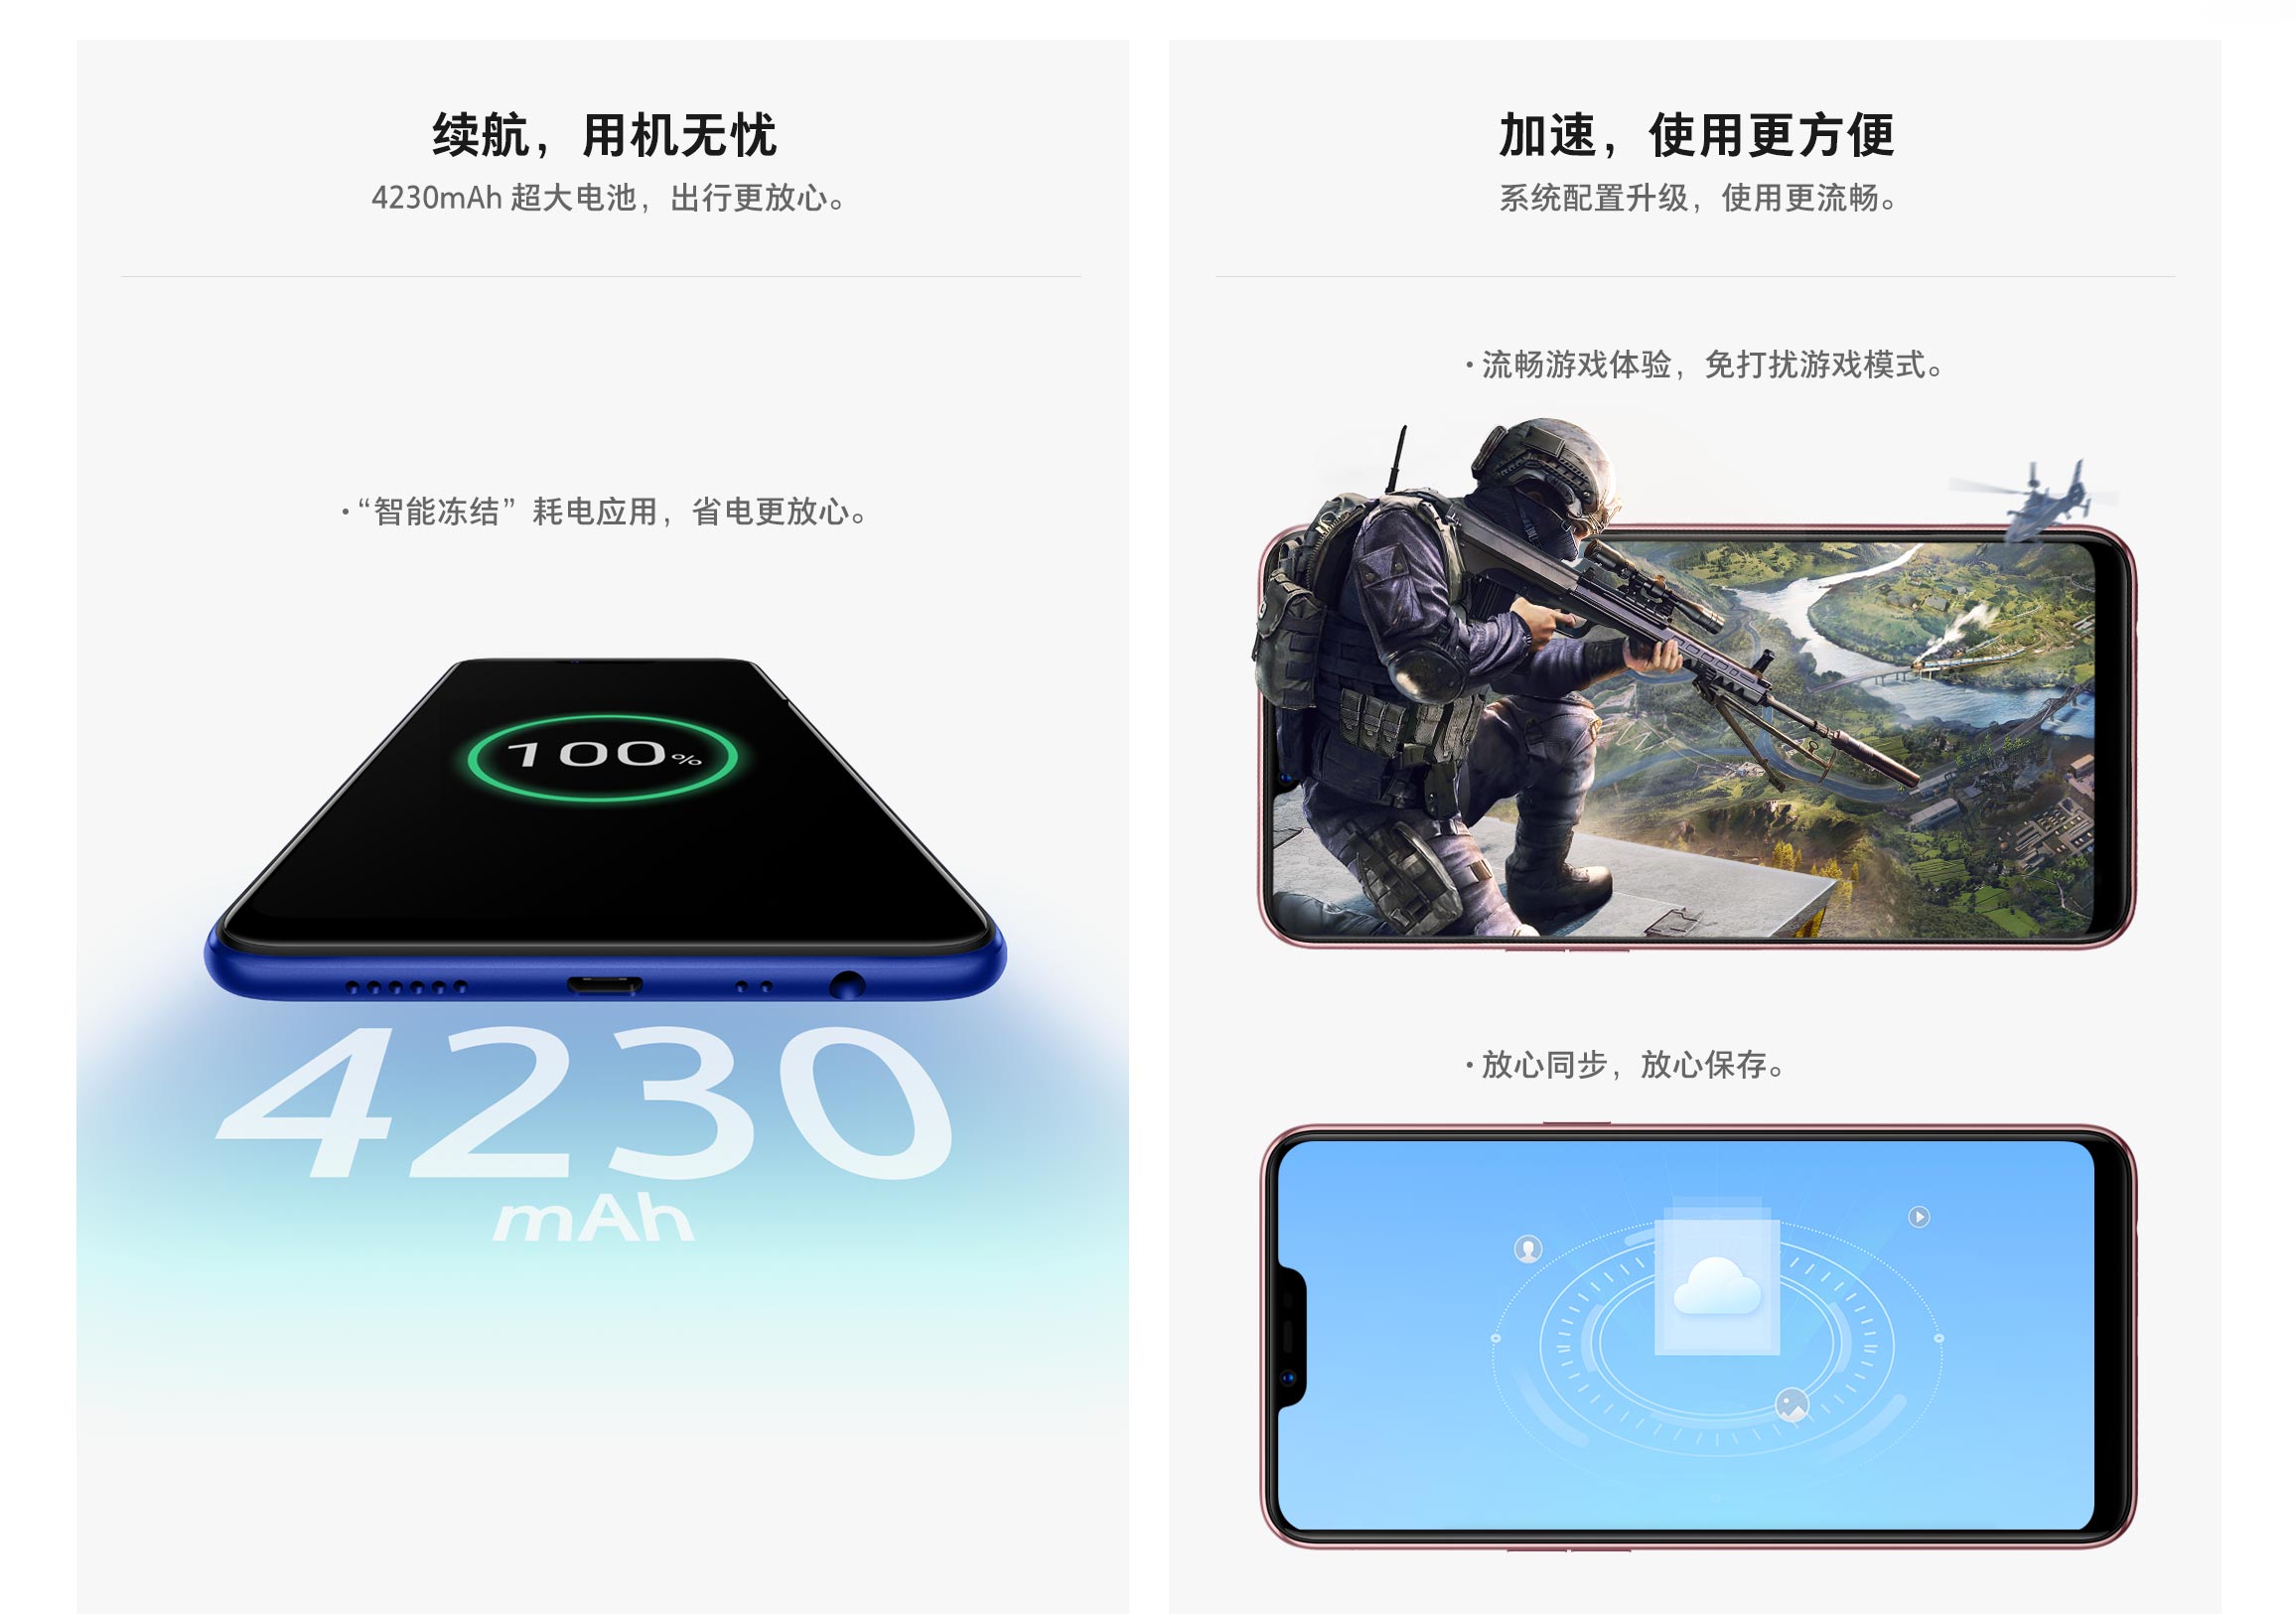 续航，用机无忧
4230mAh 超大电池，出行更放心。
·“智能冻结”耗电应用，省电更放心。
100%
4230
mAh
加速，使用更方便
系统配置升级，使用更流畅。
·流畅游戏体验，免打扰游戏模式。
·放心同步，放心保存。